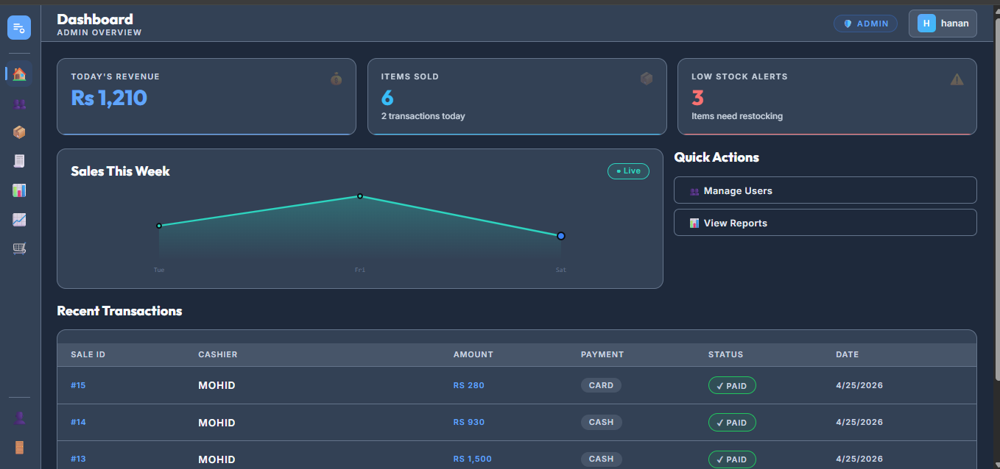 Dashboard
ADMIN OVERVIEW
ADMIN
H hanan
TODAY'S REVENUE
Rs 1,210
ITEMS SOLD
6
2 transactions today
LOW STOCK ALERTS
3
Items need restocking
Sales This Week
Live
Tue Fri Sat
Quick Actions
Manage Users
View Reports
Recent Transactions
SALE ID CASHIER AMOUNT PAYMENT STATUS DATE
#15 MOHID RS 280 CARD ✓ PAID 4/25/2026
#14 MOHID RS 930 CASH ✓ PAID 4/25/2026
#13 MOHID RS 1,500 CASH ✓ PAID 4/25/2026